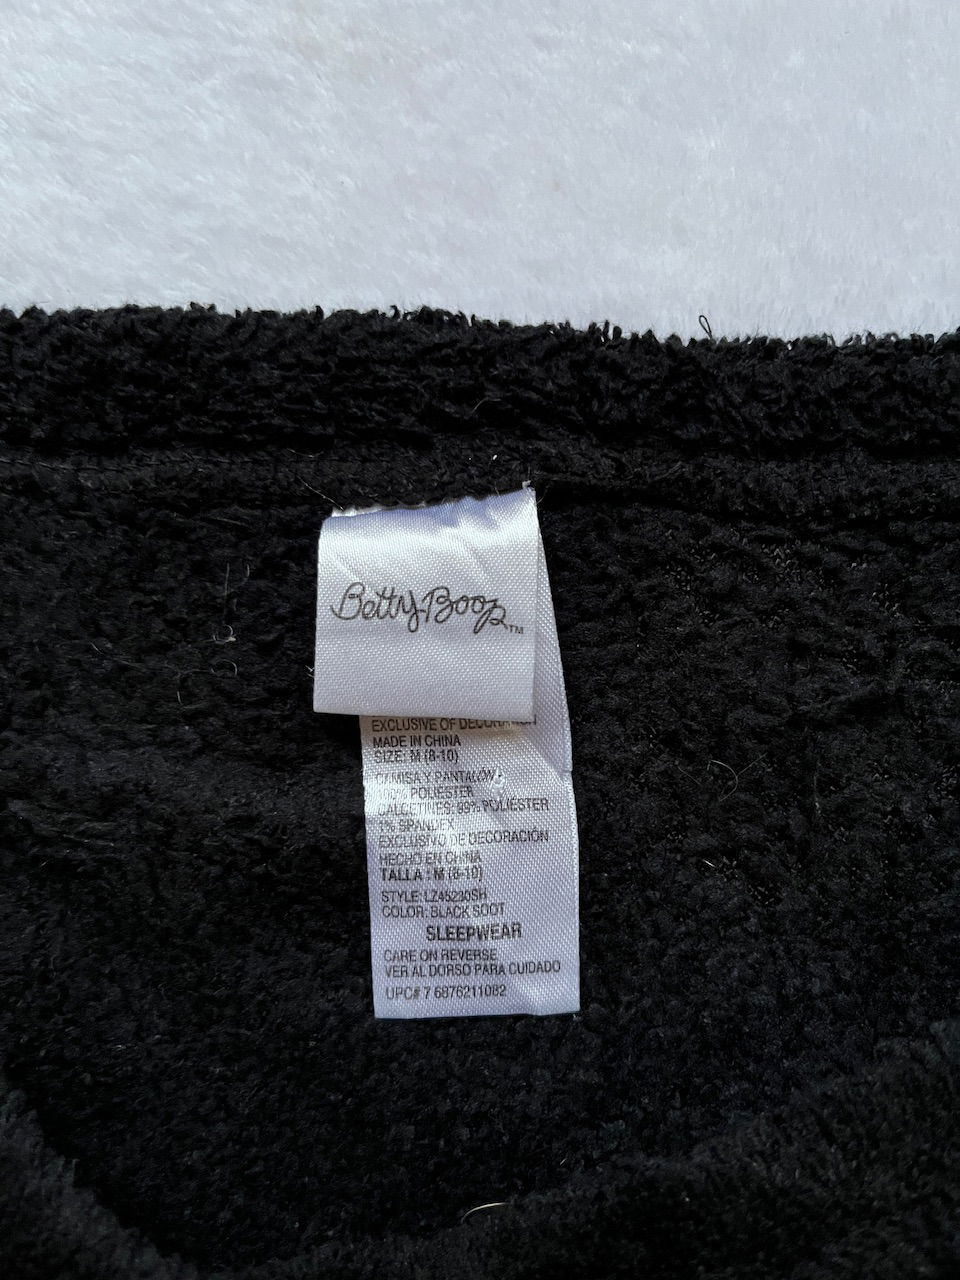 Betty Boop™
EXCLUSIVE OF DECORATION
MADE IN CHINA
SIZE: M (8-10)
CAMISA Y PANTALÓN:
100% POLIESTER
CALCETINES: 99% POLIÉSTER
1% SPANDEX
EXCLUSIVO DE DECORACIÓN
HECHO EN CHINA
TALLA : M (8-10)
STYLE: LZ45230SH
COLOR: BLACK SOOT
SLEEPWEAR
CARE ON REVERSE
VER AL DORSO PARA CUIDADO
UPC# 7 6876211082